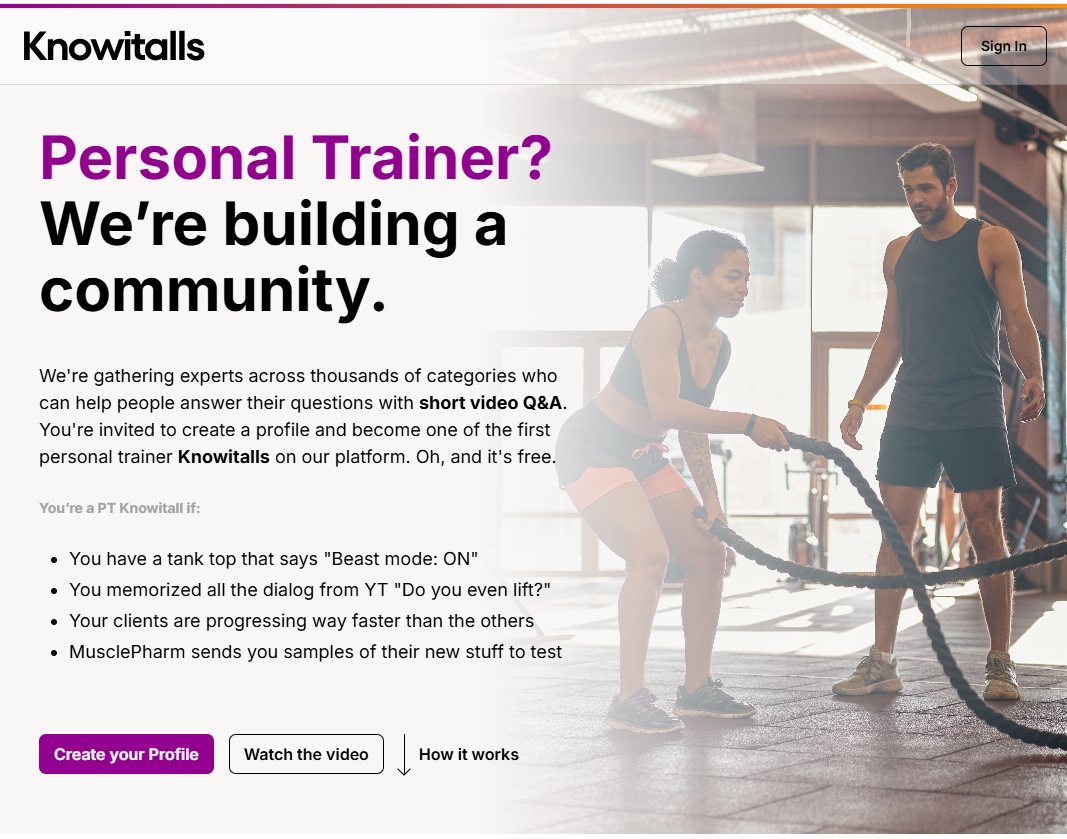 Knowitalls
Sign In
Personal Trainer?
We’re building a
community.
We're gathering experts across thousands of categories who
can help people answer their questions with short video Q&A.
You're invited to create a profile and become one of the first
personal trainer Knowitalls on our platform. Oh, and it's free.
You’re a PT Knowitall if:
• You have a tank top that says "Beast mode: ON"
• You memorized all the dialog from YT "Do you even lift?"
• Your clients are progressing way faster than the others
• MusclePharm sends you samples of their new stuff to test
Create your Profile
Watch the video
How it works